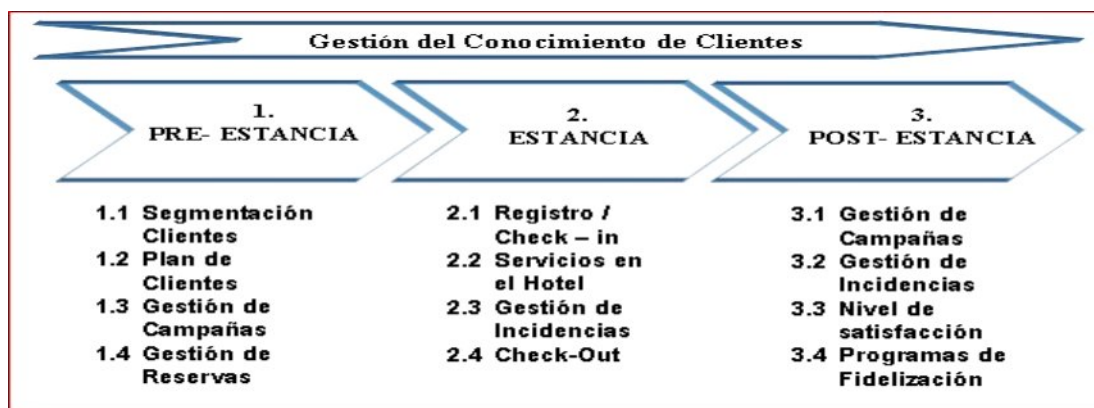 Gestión del Conocimiento de Clientes
1.
PRE- ESTANCIA
2.
ESTANCIA
3.
POST- ESTANCIA
1.1 Segmentación
Clientes
1.2 Plan de
Clientes
1.3 Gestión de
Campañas
1.4 Gestión de
Reservas
2.1 Registro /
Check – in
2.2 Servicios en
el Hotel
2.3 Gestión de
Incidencias
2.4 Check-Out
3.1 Gestión de
Campañas
3.2 Gestión de
Incidencias
3.3 Nivel de
satisfacción
3.4 Programas de
Fidelización